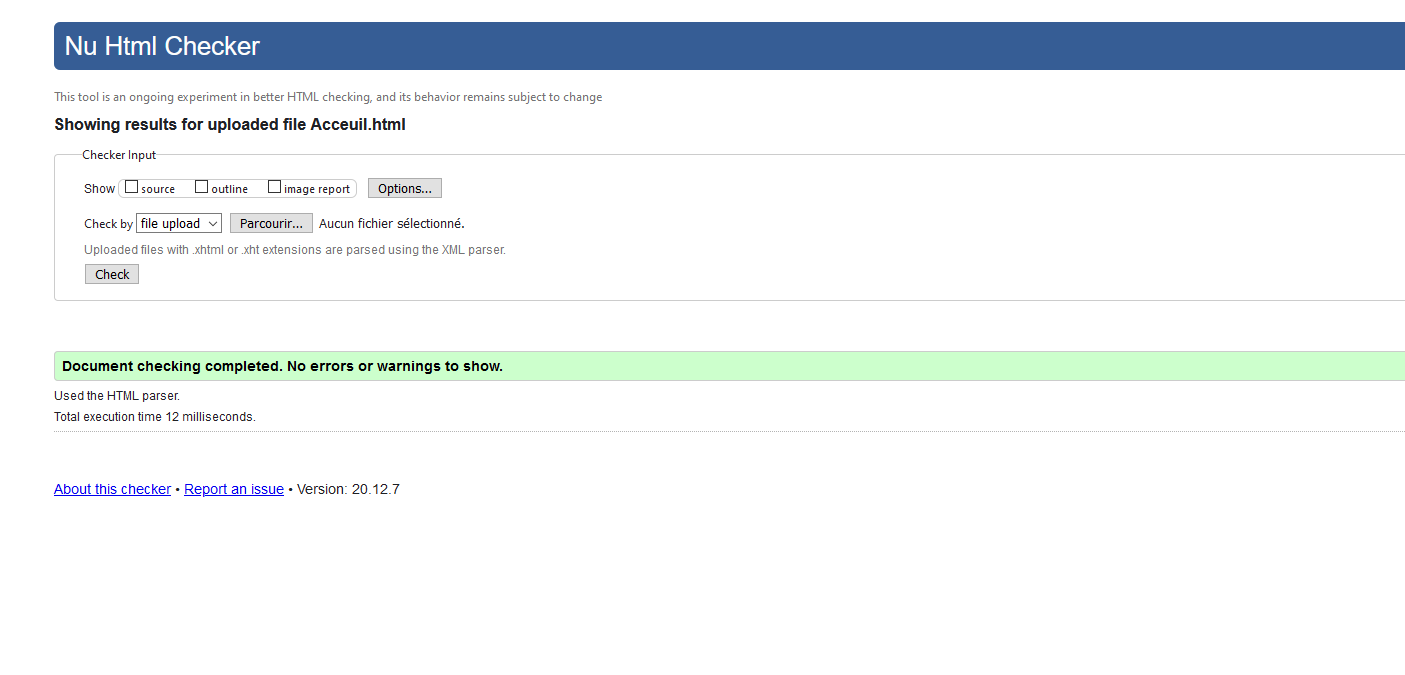 Nu Html Checker
This tool is an ongoing experiment in better HTML checking, and its behavior remains subject to change
Showing results for uploaded file Acceuil.html
Checker Input
Show source outline image report Options...
Check by file upload Parcourir... Aucun fichier sélectionné.
Uploaded files with .xhtml or .xht extensions are parsed using the XML parser.
Check
Document checking completed. No errors or warnings to show.
Used the HTML parser.
Total execution time 12 milliseconds.
About this checker • Report an issue • Version: 20.12.7